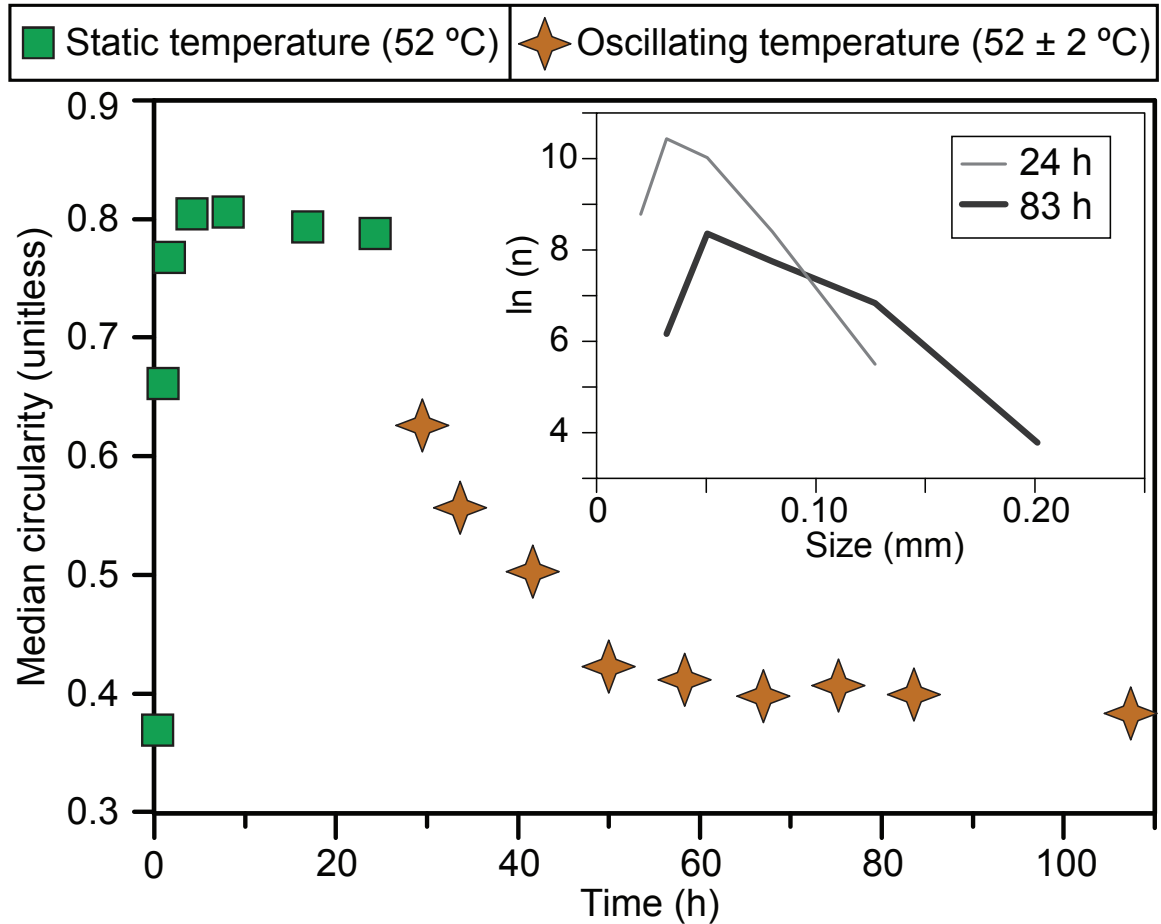 Static temperature (52 ºC)
Oscillating temperature (52 ± 2 ºC)
0.9
0.8
0.7
0.6
0.5
0.4
0.3
Median circularity (unitless)
0
20
40
60
80
100
Time (h)
10
8
6
4
ln (n)
24 h
83 h
0
0.10
0.20
Size (mm)